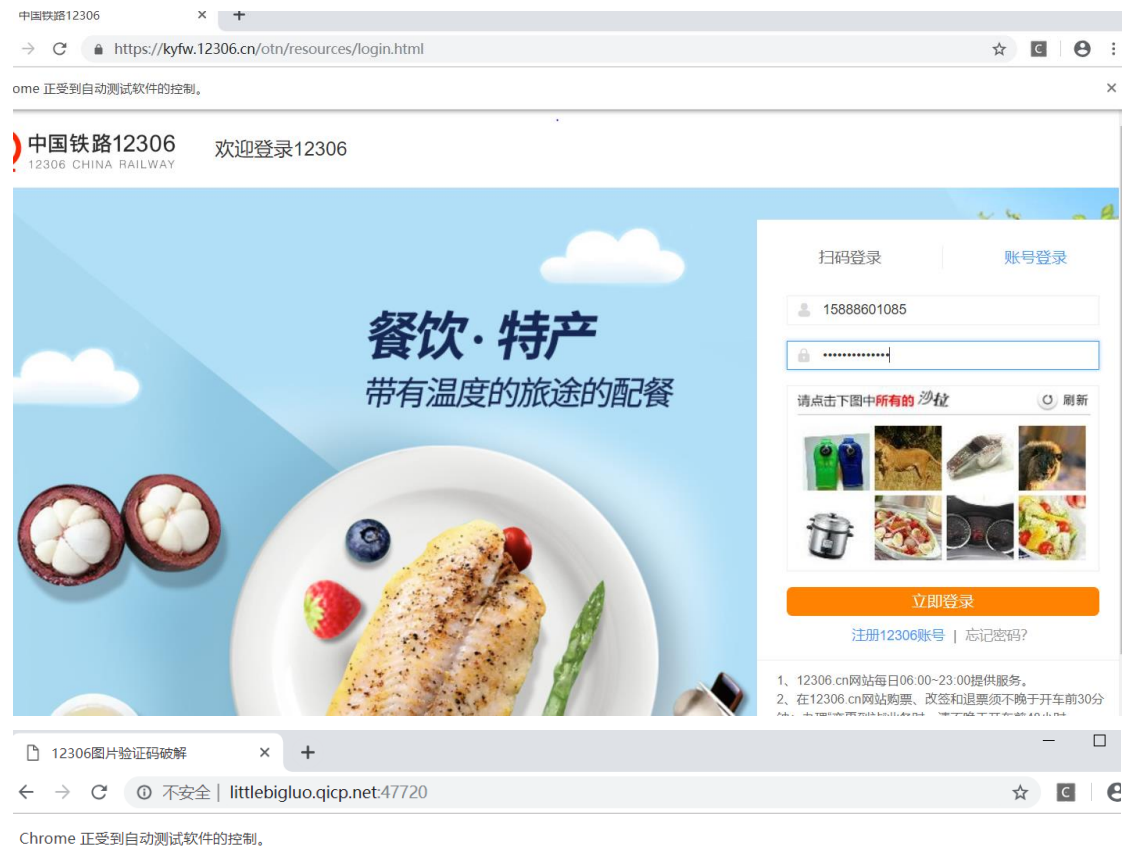 中国铁路12306
https://kyfw.12306.cn/otn/resources/login.html
ome 正受到自动测试软件的控制。
中国铁路12306
12306 CHINA RAILWAY
欢迎登录12306
餐饮·特产
带有温度的旅途的配餐
扫码登录 账号登录
15888601085
请点击下图中所有的 沙拉 刷新
立即登录
注册12306账号 | 忘记密码?
1、12306.cn网站每日06:00~23:00提供服务。
2、在12306.cn网站购票、改签和退票须不晚于开车前30分
12306图片验证码破解
不安全 | littlebigluo.qicp.net:47720
Chrome 正受到自动测试软件的控制。